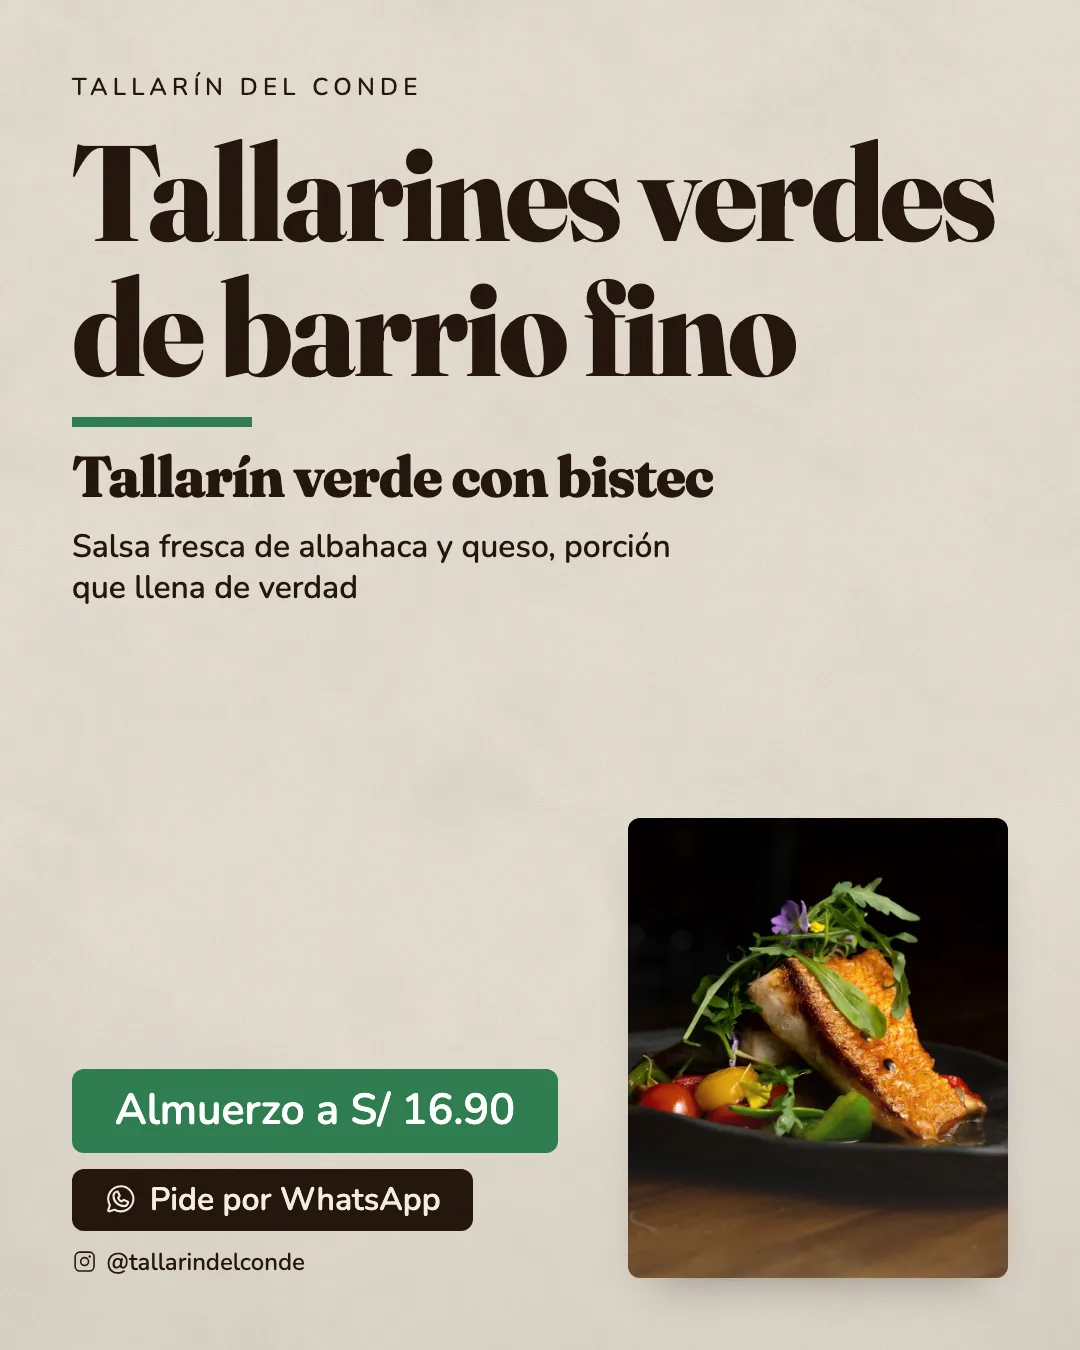 TALLARÍN DEL CONDE
Tallarines verdes
de barrio fino
Tallarín verde con bistec
Salsa fresca de albahaca y queso, porción
que llena de verdad
Almuerzo a S/ 16.90
Pide por WhatsApp
@tallarindelconde